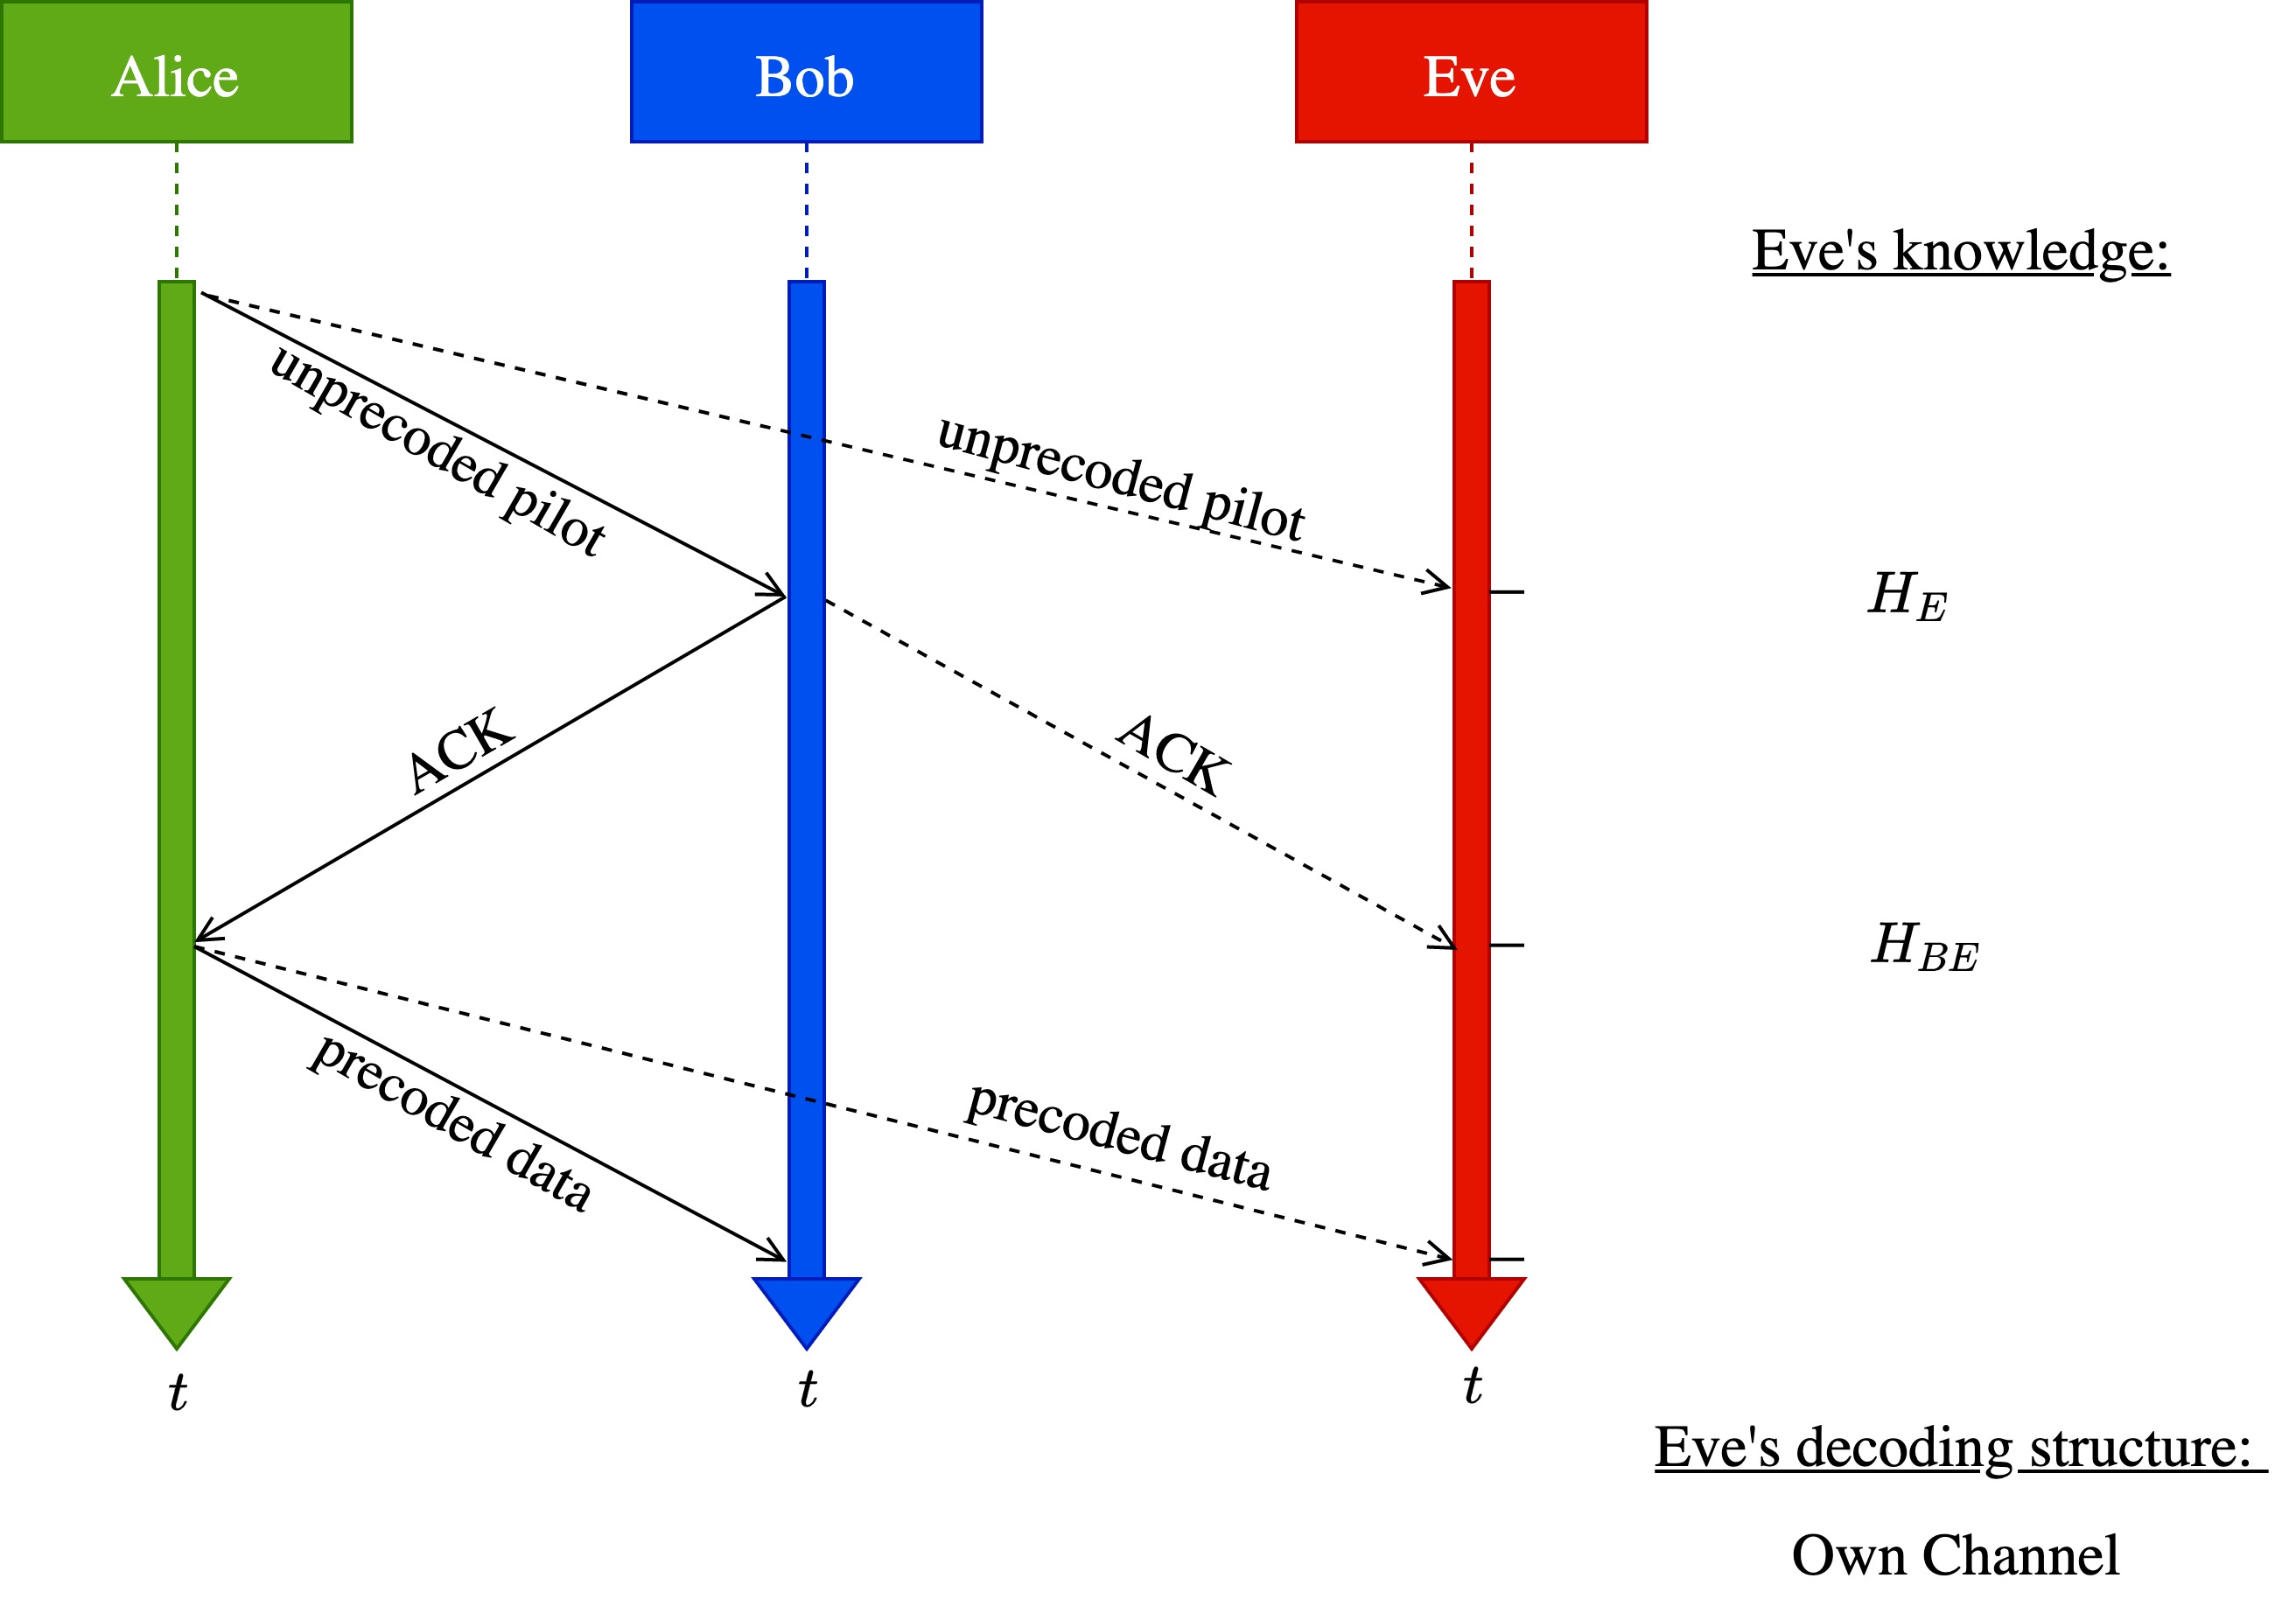 Alice
Bob
Eve
Eve's knowledge:
unprecoded pilot
unprecoded pilot
H_E
ACK
ACK
H_{BE}
precoded data
precoded data
t
t
t
Eve's decoding structure:
Own Channel